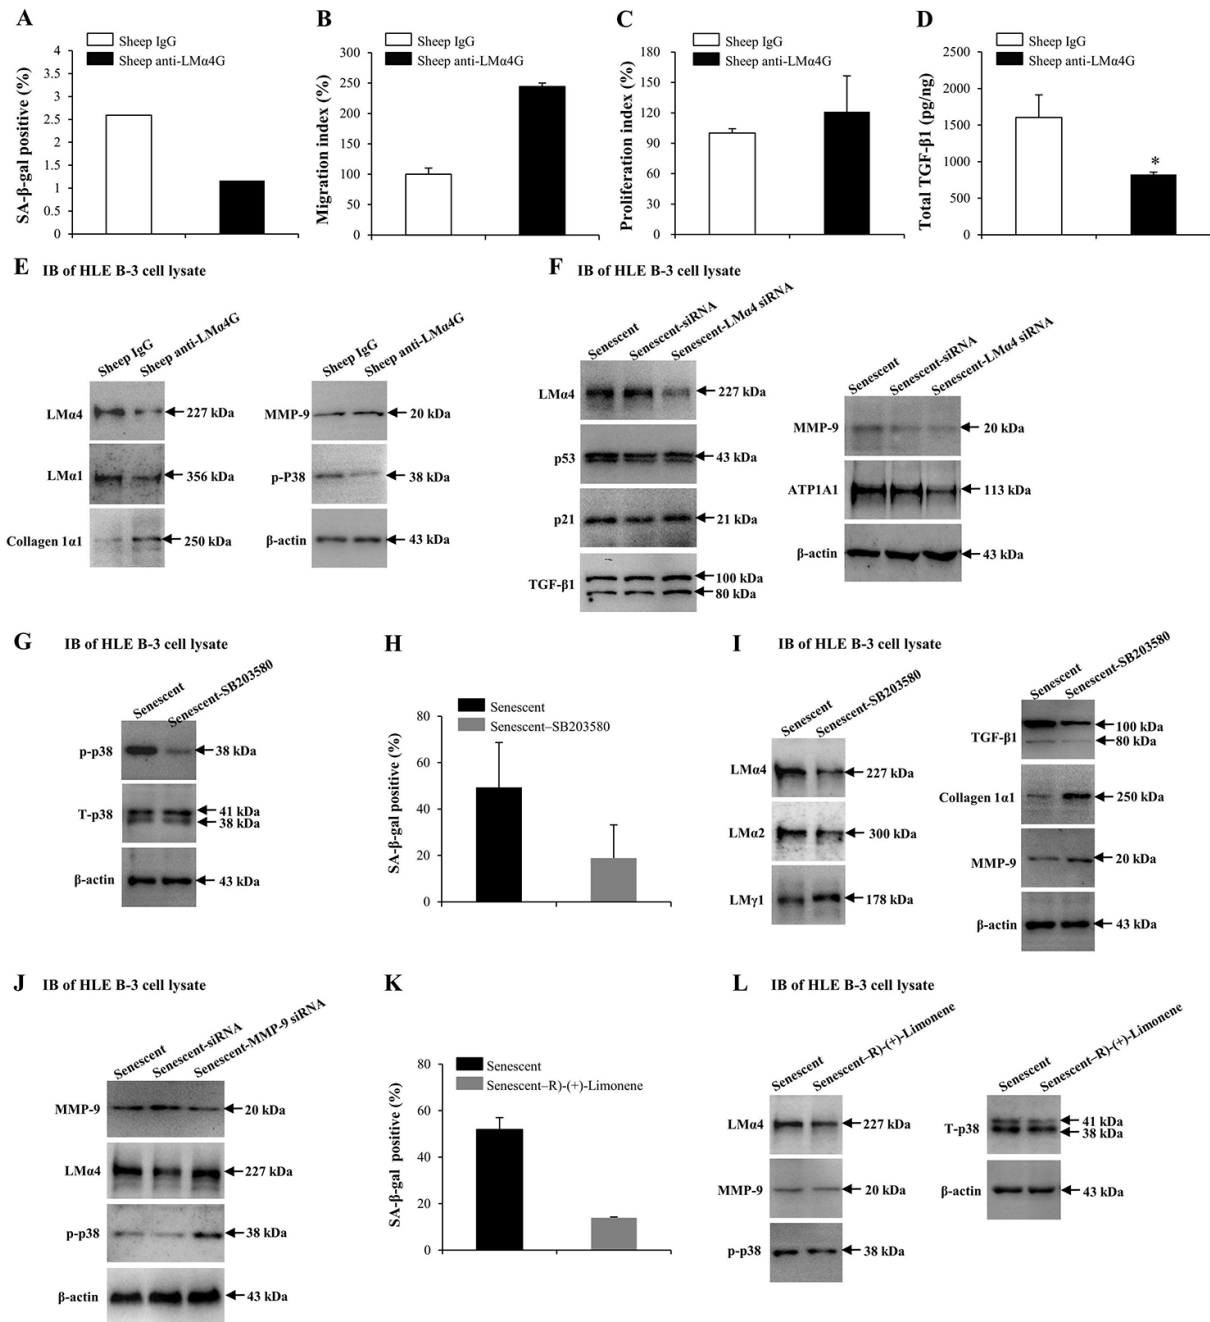 A
Sheep IgG
Sheep anti-LMα4G
SA-β-gal positive (%)
4
3.5
3
2.5
2
1.5
1
0.5
0
B
Sheep IgG
Sheep anti-LMα4G
Migration index (%)
300
250
200
150
100
50
0
C
Sheep IgG
Sheep anti-LMα4G
Proliferation index (%)
180
150
120
90
60
30
0
D
Sheep IgG
Sheep anti-LMα4G
Total TGF-β1 (pg/ng)
2500
2000
1500
1000
500
0
*
E IB of HLE B-3 cell lysate
Sheep IgG
Sheep anti-LMα4G
LMα4 227 kDa
LMα1 356 kDa
Collagen 1α1 250 kDa
Sheep IgG
Sheep anti-LMα4G
MMP-9 20 kDa
p-P38 38 kDa
β-actin 43 kDa
F IB of HLE B-3 cell lysate
Senescent
Senescent-siRNA
Senescent-LMα4 siRNA
LMα4 227 kDa
p53 43 kDa
p21 21 kDa
TGF-β1 100 kDa
80 kDa
Senescent
Senescent-siRNA
Senescent-LMα4 siRNA
MMP-9 20 kDa
ATP1A1 113 kDa
β-actin 43 kDa
G IB of HLE B-3 cell lysate
Senescent
Senescent-SB203580
p-p38 38 kDa
T-p38 41 kDa
38 kDa
β-actin 43 kDa
H
Senescent
Senescent–SB203580
SA-β-gal positive (%)
80
60
40
20
0
I IB of HLE B-3 cell lysate
Senescent
Senescent-SB203580
LMα4 227 kDa
LMα2 300 kDa
LMγ1 178 kDa
Senescent
Senescent-SB203580
TGF-β1 100 kDa
80 kDa
Collagen 1α1 250 kDa
MMP-9 20 kDa
β-actin 43 kDa
J IB of HLE B-3 cell lysate
Senescent
Senescent-siRNA
Senescent-MMP-9 siRNA
MMP-9 20 kDa
LMα4 227 kDa
p-p38 38 kDa
β-actin 43 kDa
K
Senescent
Senescent–R)-(+)-Limonene
SA-β-gal positive (%)
80
60
40
20
0
L IB of HLE B-3 cell lysate
Senescent
Senescent–R)-(+)-Limonene
LMα4 227 kDa
MMP-9 20 kDa
p-p38 38 kDa
Senescent
Senescent–R)-(+)-Limonene
T-p38 41 kDa
38 kDa
β-actin 43 kDa